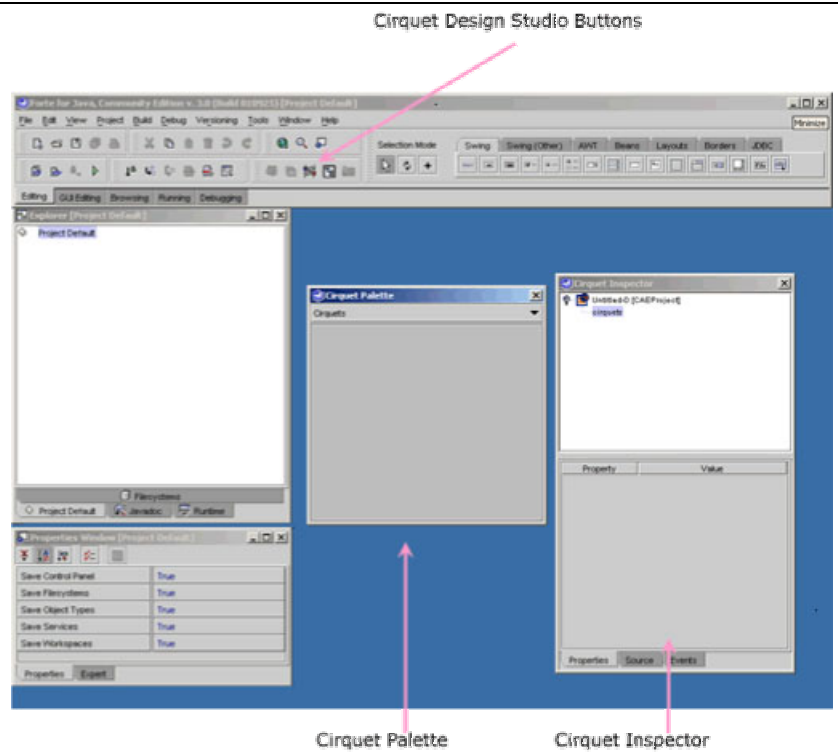 Cirquet Design Studio Buttons
Forte for Java, Community Edition v. 3.0 (Build 010921) [Project Default]
File Edit View Project Build Debug Versioning Tools Window Help
Minimize
Selection Mode
Swing Swing (Other) AWT Beans Layouts Borders JDBC
Editing GUI Editing Browsing Running Debugging
Explorer [Project Default]
Project Default
Filesystems
Project Default Javadoc Runtime
Cirquet Palette
Cirquets
Cirquet Inspector
Untitled-0 [CAEProject]
cirquets
Property Value
Properties Source Events
Properties Window [Project Default]
Save Control Panel True
Save Filesystems True
Save Object Types True
Save Services True
Save Workspaces True
Properties Expert
Cirquet Palette
Cirquet Inspector